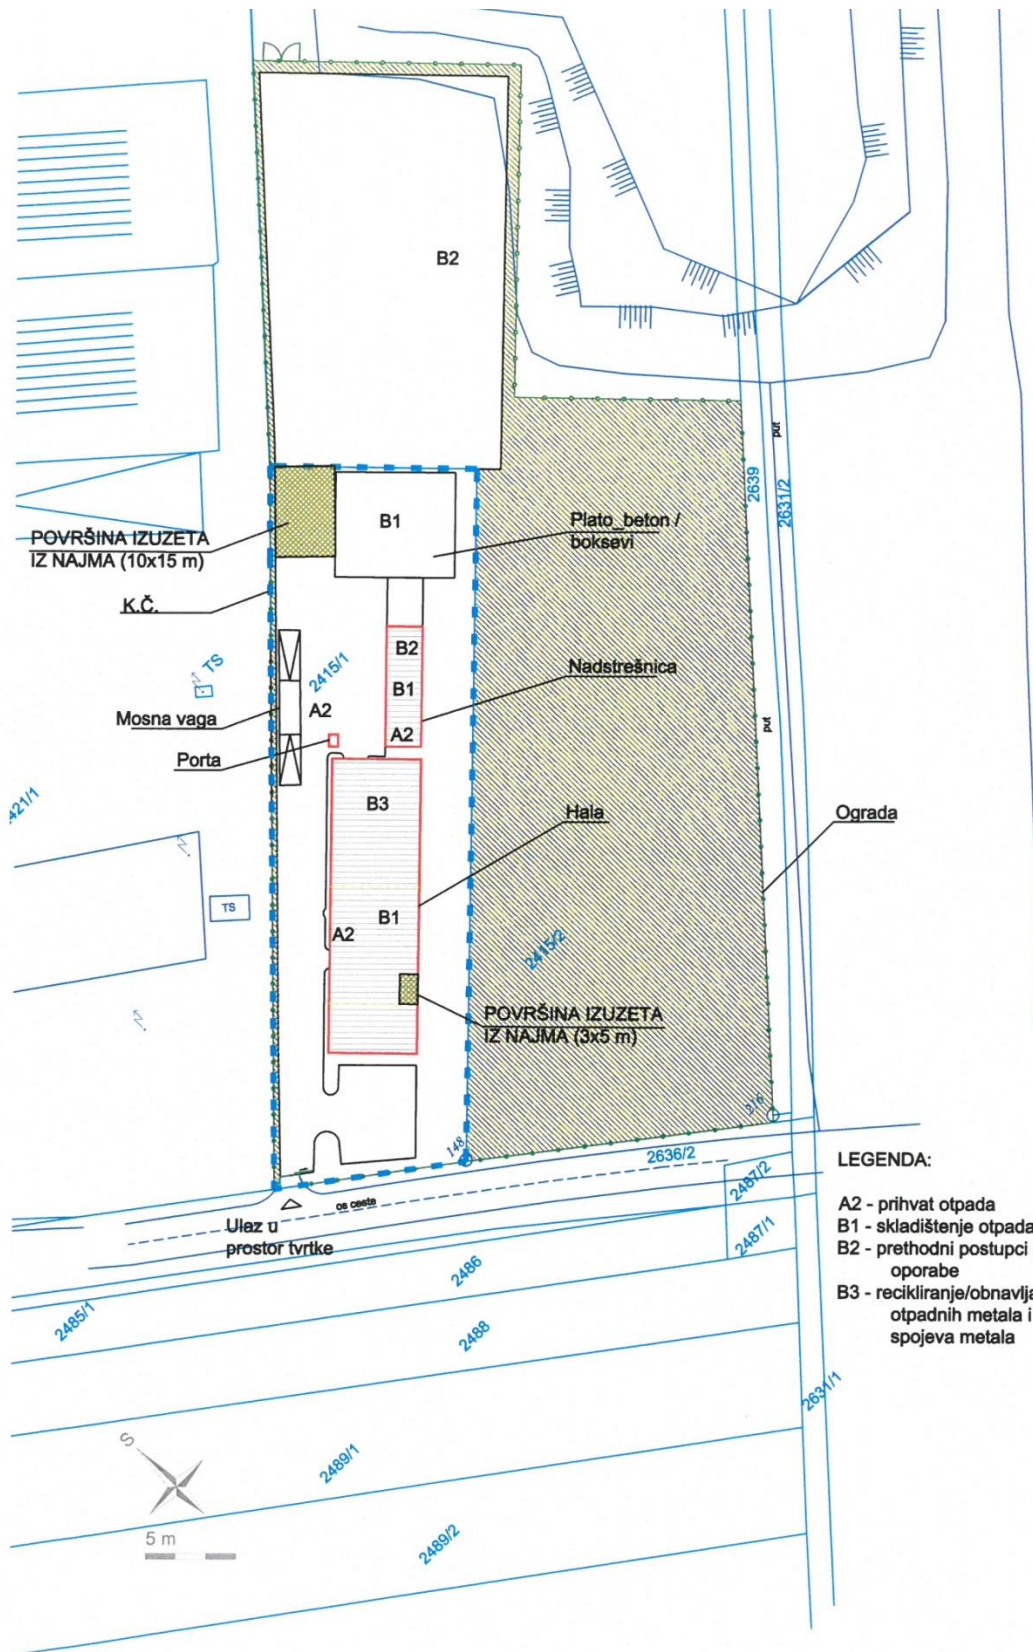 B2
put
2639
2631/2
B1
Plato_beton /
boksevi
POVRŠINA IZUZETA
IZ NAJMA (10x15 m)
K.Č.
B2
TS
2415/1
Nadstrešnica
B1
Mosna vaga
A2
A2
put
Porta
B3
Hala
Ograda
421/1
TS
B1
A2
2415/2
POVRŠINA IZUZETA
IZ NAJMA (3x5 m)
216
148
2636/2
LEGENDA:
2487/2
A2 - prihvat otpada
os ceste
B1 - skladištenje otpada
Ulaz u
prostor tvrtke
2487/1
B2 - prethodni postupci
oporabe
2486
B3 - recikliranje/obnavlja
otpadnih metala i
spojeva metala
2485/1
2488
2631/1
S
2489/1
5 m
2489/2